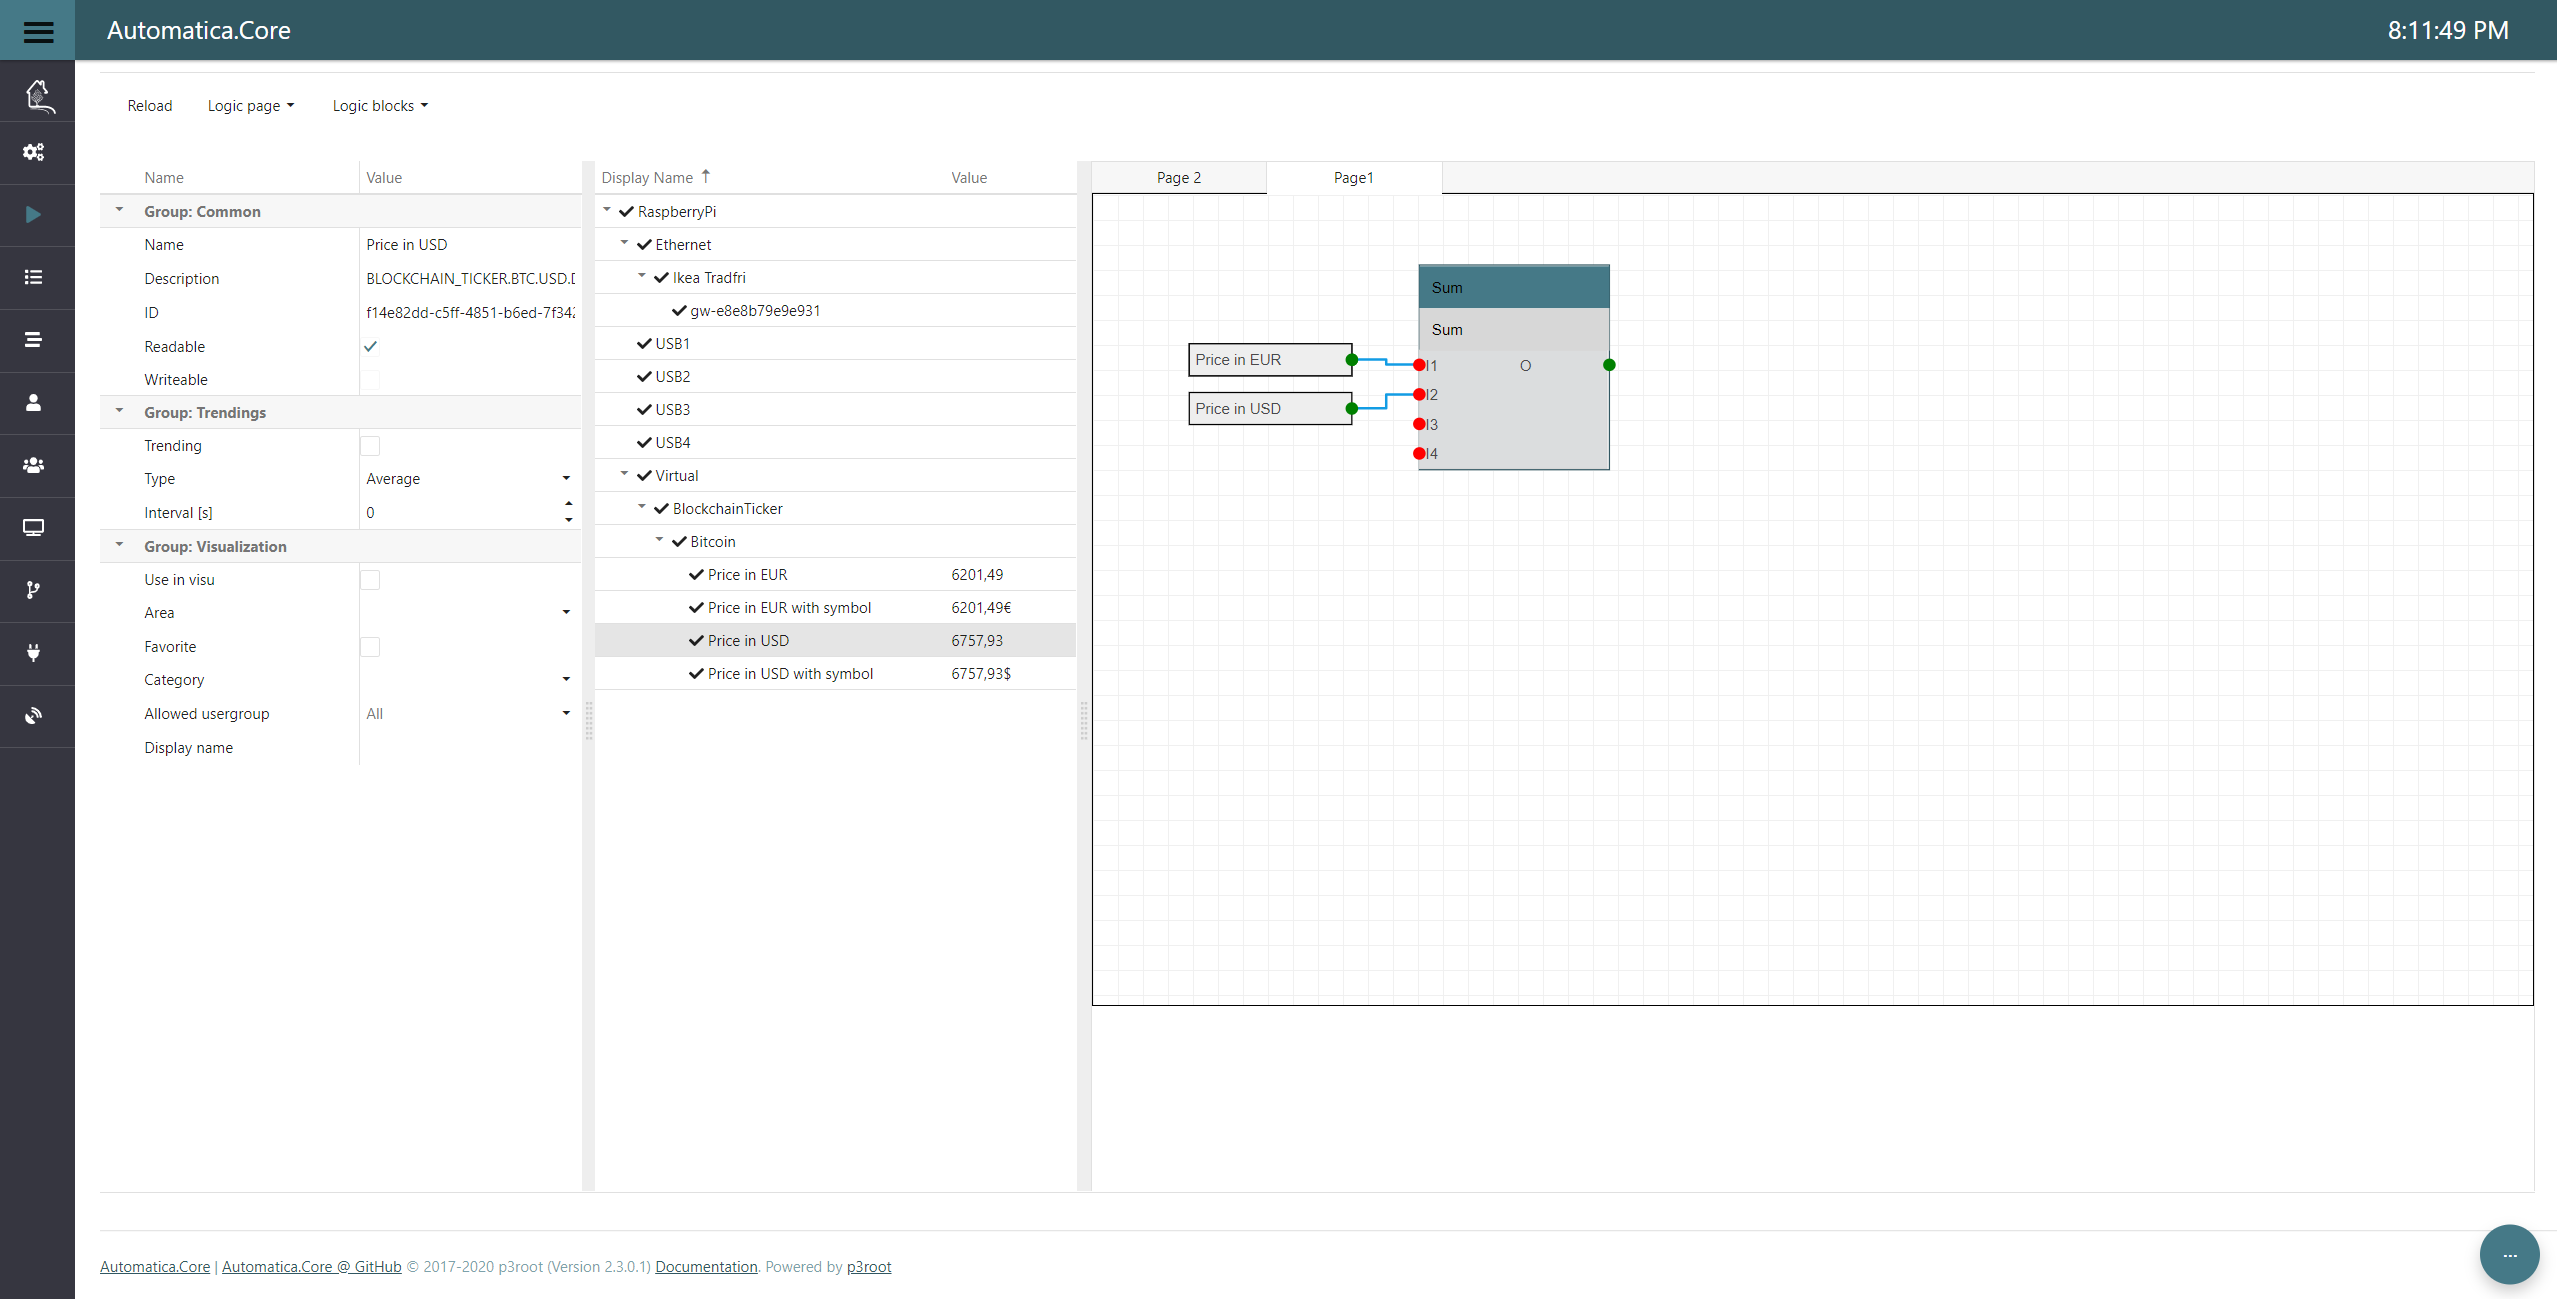 Automatica.Core
8:11:49 PM
Reload Logic page Logic blocks
Name Value
Group: Common
Name Price in USD
Description BLOCKCHAIN_TICKER.BTC.USD.D
ID f14e82dd-c5ff-4851-b6ed-7f342
Readable
Writeable
Group: Trendings
Trending
Type Average
Interval [s] 0
Group: Visualization
Use in visu
Area
Favorite
Category
Allowed usergroup All
Display name
Display Name Value
RaspberryPi
Ethernet
Ikea Tradfri
gw-e8e8b79e9e931
USB1
USB2
USB3
USB4
Virtual
BlockchainTicker
Bitcoin
Price in EUR 6201,49
Price in EUR with symbol 6201,49€
Price in USD 6757,93
Price in USD with symbol 6757,93$
Page 2 Page1
Sum
Sum
Price in EUR
Price in USD
I1 O
I2
I3
I4
Automatica.Core | Automatica.Core @ GitHub © 2017-2020 p3root (Version 2.3.0.1) Documentation. Powered by p3root
...